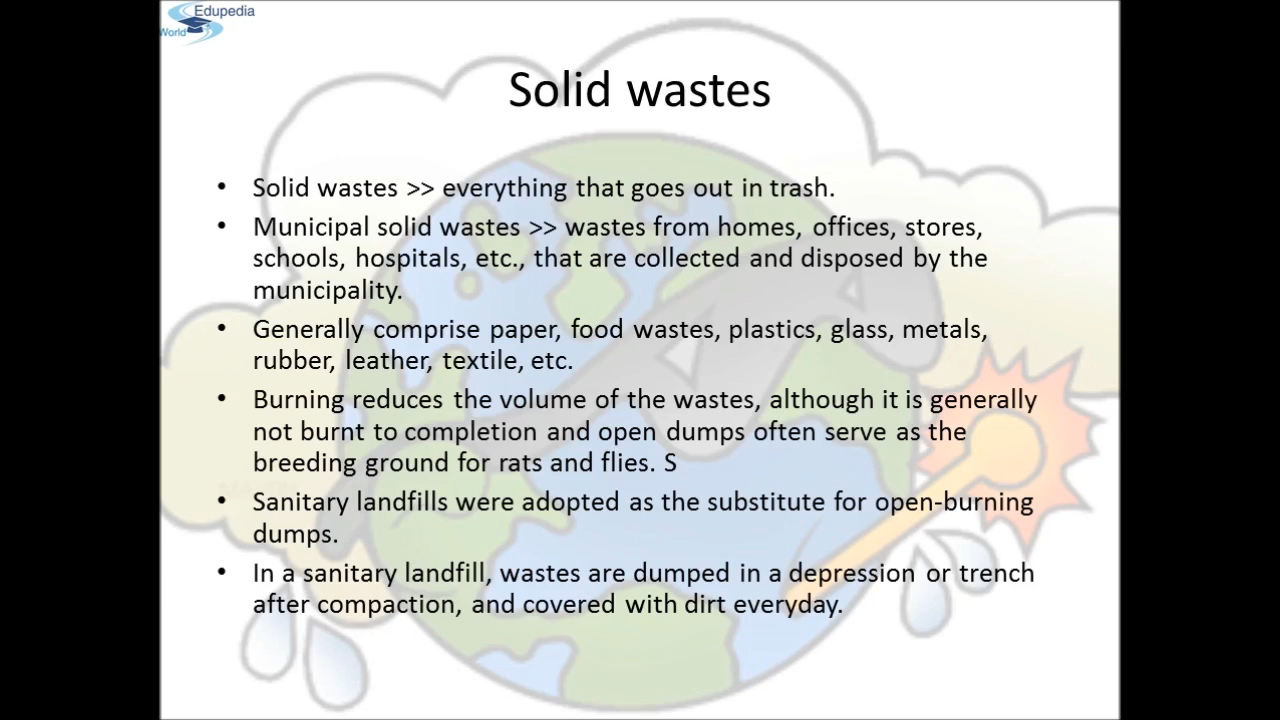 Edupedia
World
Solid wastes
• Solid wastes >> everything that goes out in trash.
• Municipal solid wastes >> wastes from homes, offices, stores,
schools, hospitals, etc., that are collected and disposed by the
municipality.
• Generally comprise paper, food wastes, plastics, glass, metals,
rubber, leather, textile, etc.
• Burning reduces the volume of the wastes, although it is generally
not burnt to completion and open dumps often serve as the
breeding ground for rats and flies. S
• Sanitary landfills were adopted as the substitute for open-burning
dumps.
• In a sanitary landfill, wastes are dumped in a depression or trench
after compaction, and covered with dirt everyday.